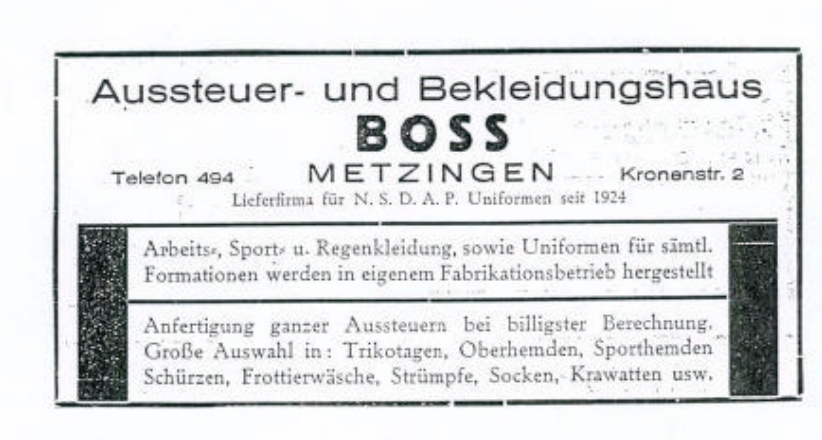 Aussteuer- und Bekleidungshaus
BOSS
Telefon 494 METZINGEN Kronenstr. 2
Lieferfirma für N. S. D. A. P. Uniformen seit 1924
Arbeits-, Sport- u. Regenkleidung, sowie Uniformen für sämtl.
Formationen werden in eigenem Fabrikationsbetrieb hergestellt
Anfertigung ganzer Aussteuern bei billigster Berechnung.
Große Auswahl in: Trikotagen, Oberhemden, Sporthemden
Schürzen, Frottierwäsche, Strümpfe, Socken, Krawatten usw.